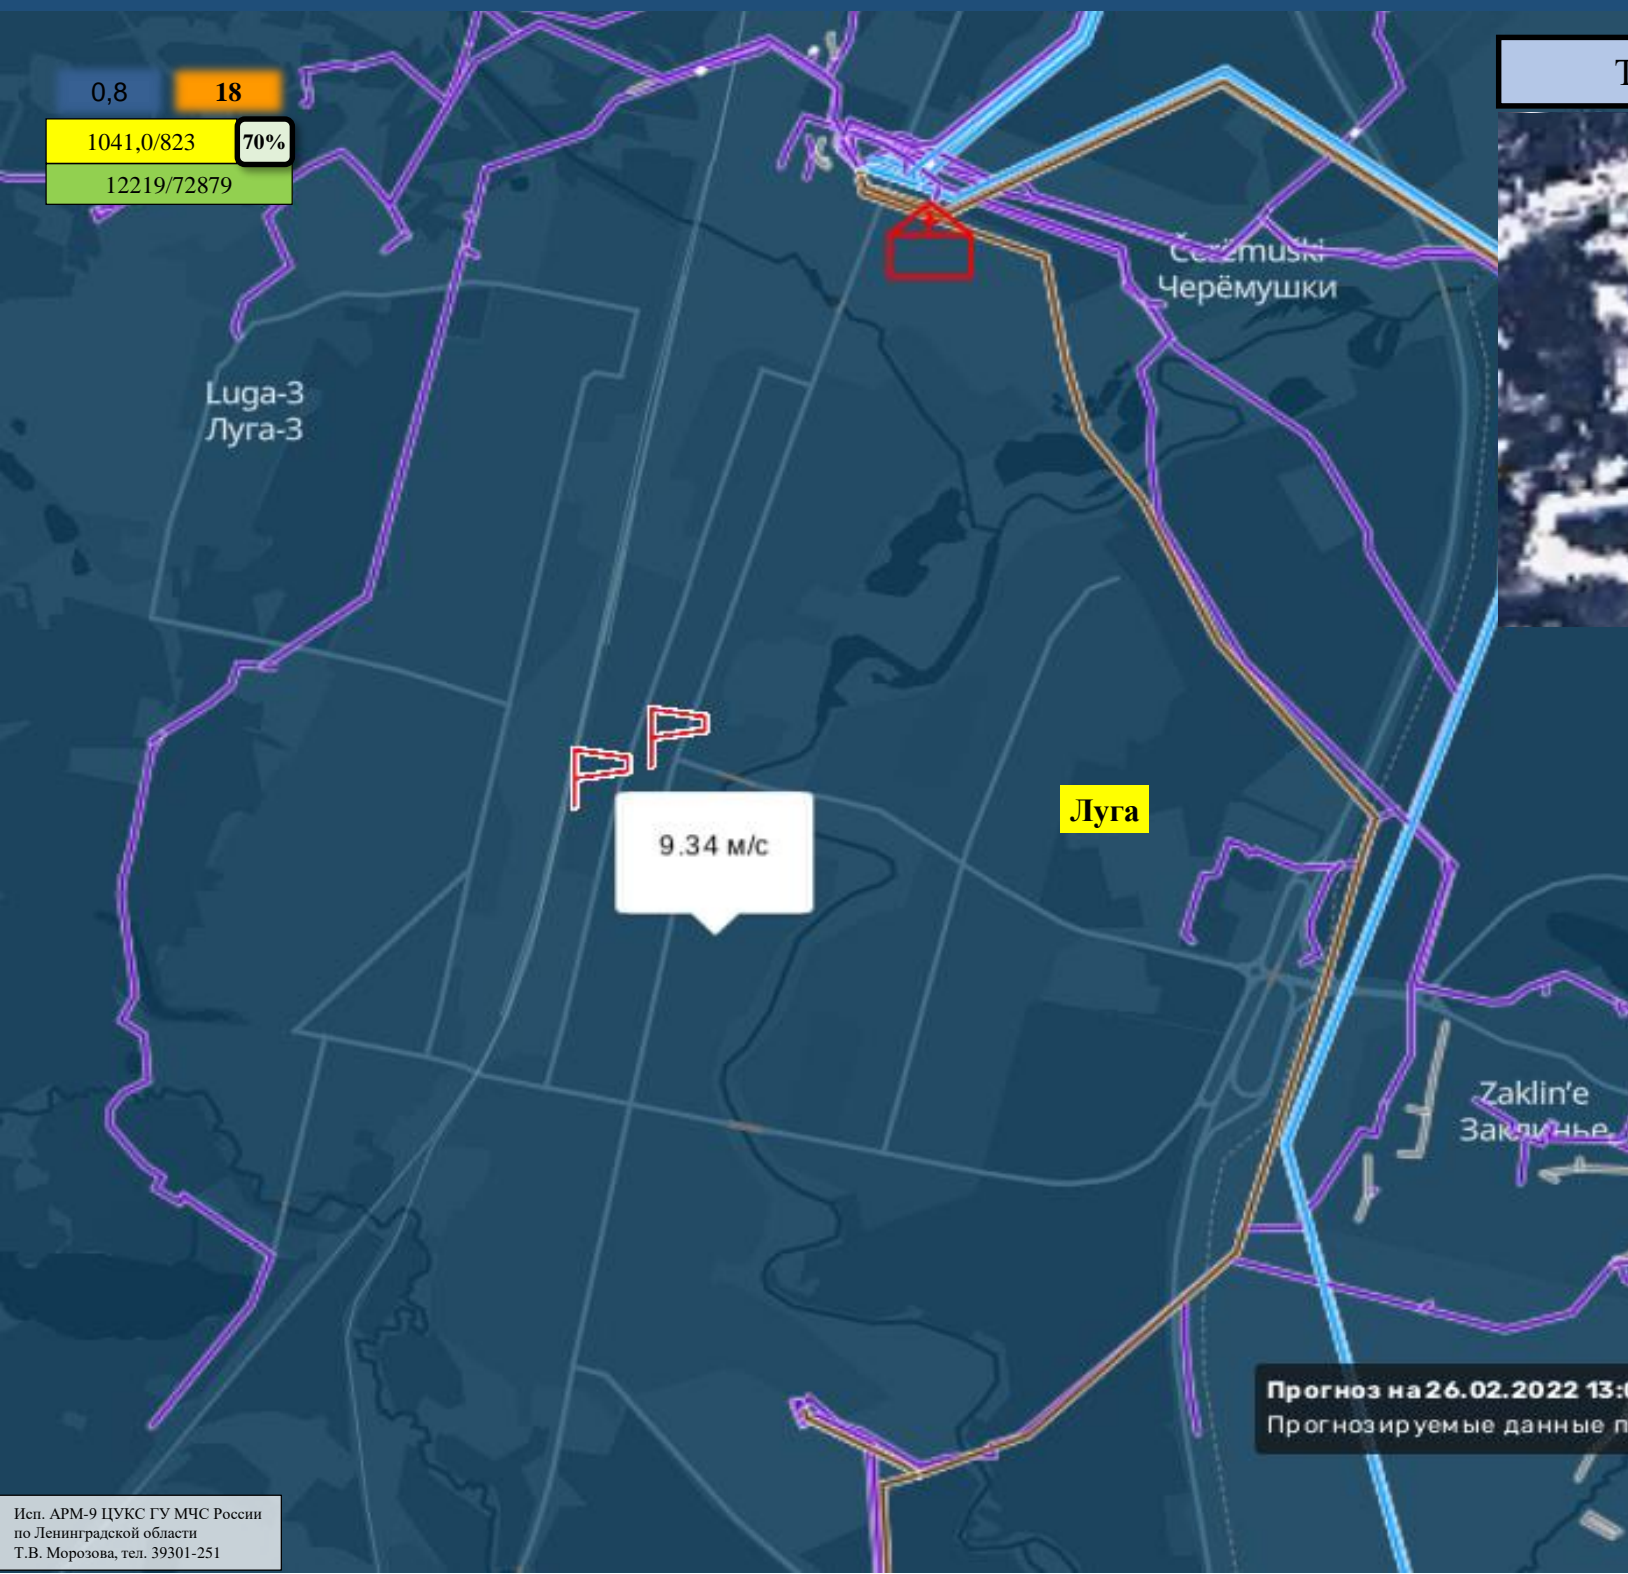 Т
0,8
18
1041,0/823
70%
12219/72879
Čerëmuški
Черёмушки
Luga-3
Луга-3
9.34 м/с
Луга
Zaklin'e
Заклинье
Прогноз на 26.02.2022 13:0
Прогнозируемые данные п
Исп. АРМ-9 ЦУКС ГУ МЧС России
по Ленинградской области
Т.В. Морозова, тел. 39301-251